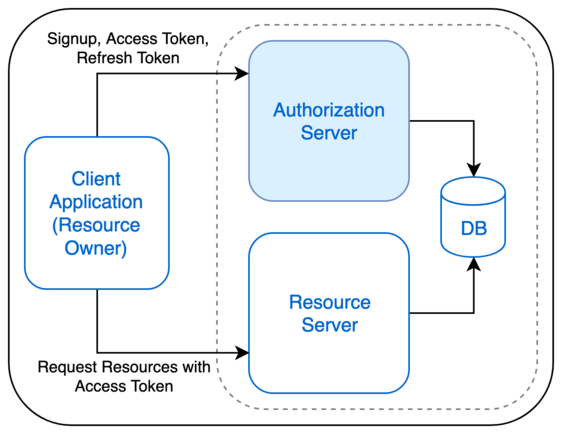 Signup, Access Token,
Refresh Token
Authorization
Server
Client
Application
(Resource
Owner)
DB
Resource
Server
Request Resources with
Access Token